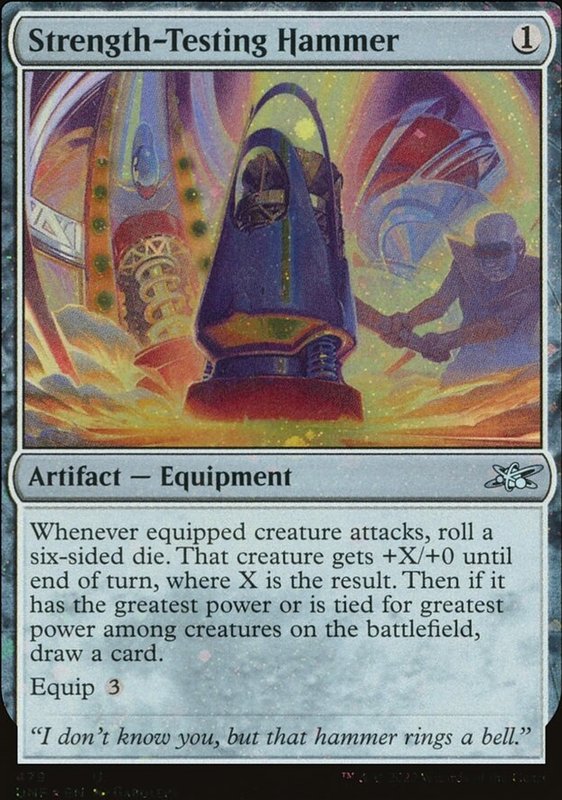 Strength-Testing Hammer 1
Artifact — Equipment
Whenever equipped creature attacks, roll a
six-sided die. That creature gets +X/+0 until
end of turn, where X is the result. Then if it
has the greatest power or is tied for greatest
power among creatures on the battlefield,
draw a card.
Equip 3
"I don't know you, but that hammer rings a bell."